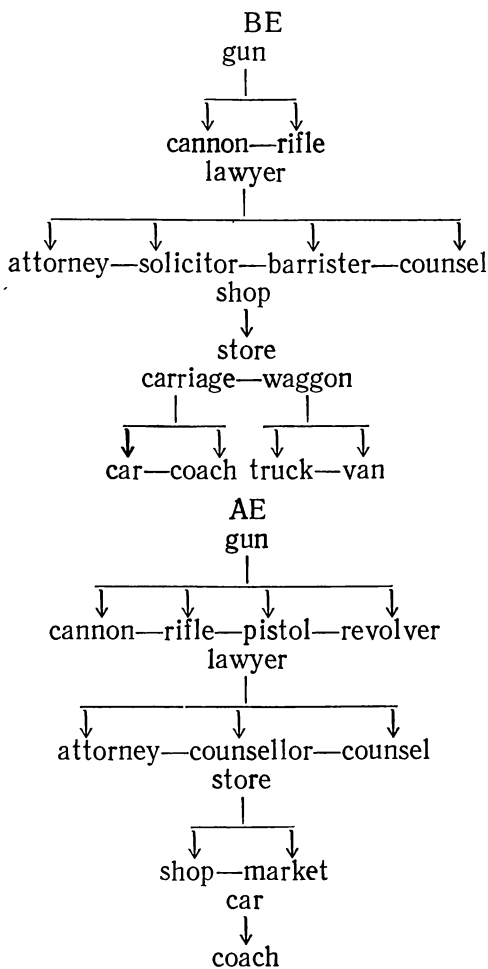 BE
gun
cannon—rifle
lawyer
attorney—solicitor—barrister—counsel
shop
store
carriage—waggon
car—coach truck—van
AE
gun
cannon—rifle—pistol—revolver
lawyer
attorney—counsellor—counsel
store
shop—market
car
coach